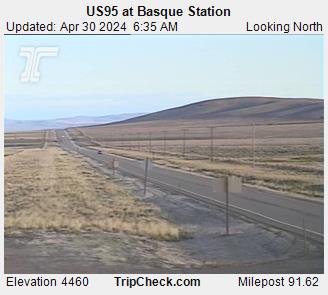 US95 at Basque Station
Updated: Apr 30 2024 6:35 AM Looking North
Elevation 4460 TripCheck.com Milepost 91.62